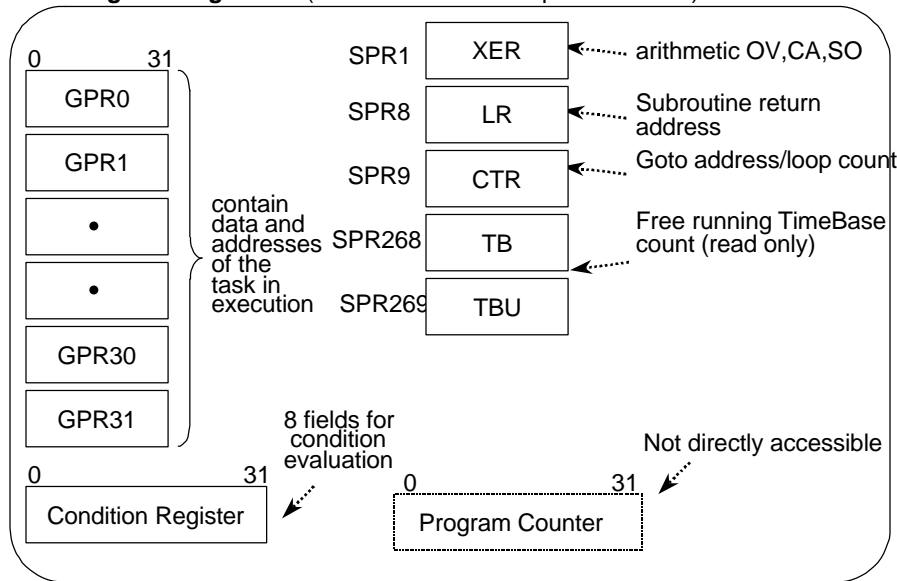 0 31
GPR0
GPR1
•
•
GPR30
GPR31
contain
data and
addresses
of the
task in
execution
SPR1 XER arithmetic OV,CA,SO
SPR8 LR Subroutine return
address
SPR9 CTR Goto address/loop count
SPR268 TB Free running TimeBase
count (read only)
SPR269 TBU
8 fields for
condition
evaluation
0 31
Condition Register
Not directly accessible
0 31
Program Counter